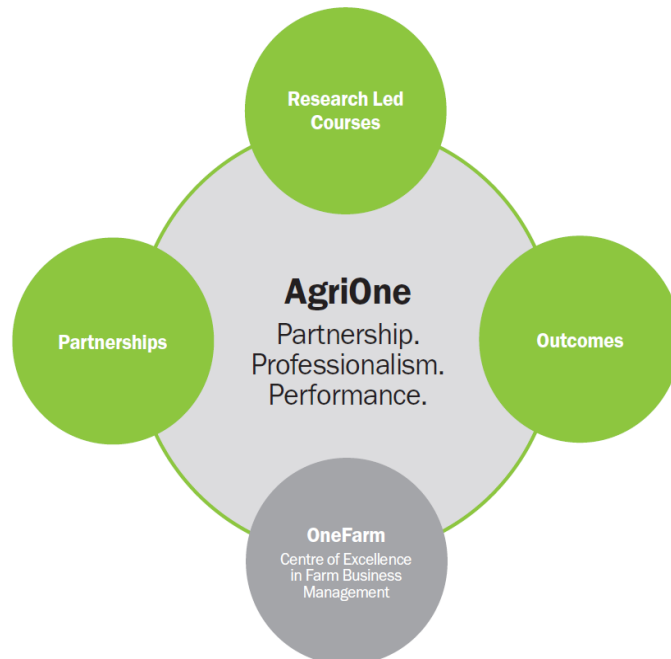 Research Led
Courses
AgriOne
Partnership.
Professionalism.
Performance.
Partnerships
Outcomes
OneFarm
Centre of Excellence
in Farm Business
Management